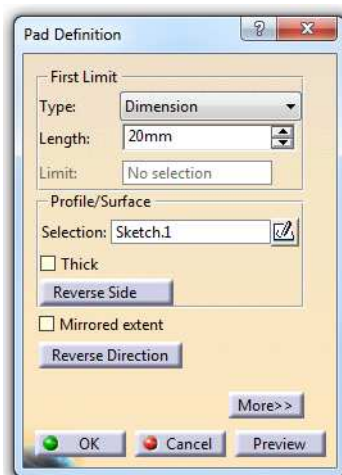 Pad Definition
?
First Limit
Type: Dimension
Length: 20mm
Limit: No selection
Profile/Surface
Selection: Sketch.1
Thick
Reverse Side
Mirrored extent
Reverse Direction
More>>
OK Cancel Preview